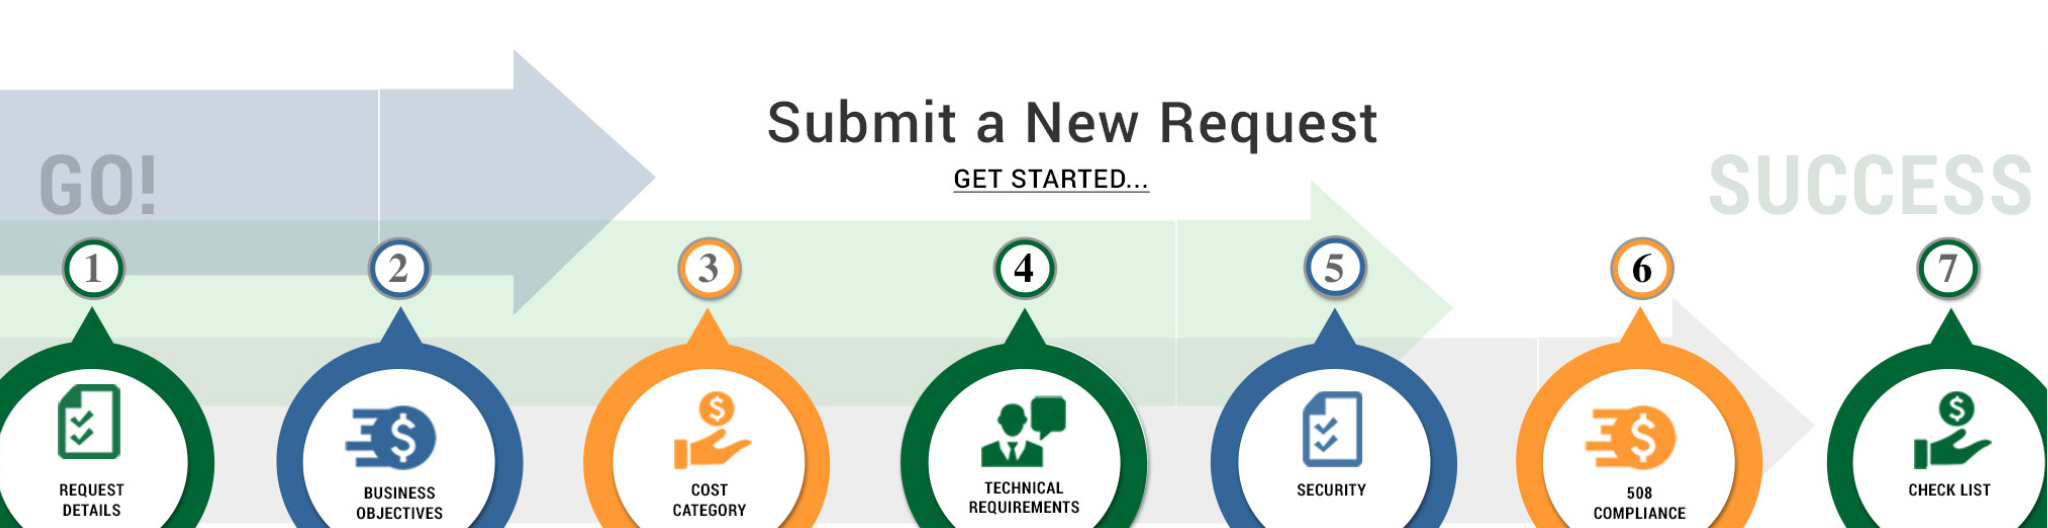 Submit a New Request
GET STARTED...
GO!
SUCCESS
1
2
3
4
5
6
7
REQUEST
DETAILS
BUSINESS
OBJECTIVES
COST
CATEGORY
TECHNICAL
REQUIREMENTS
SECURITY
508
COMPLIANCE
CHECK LIST